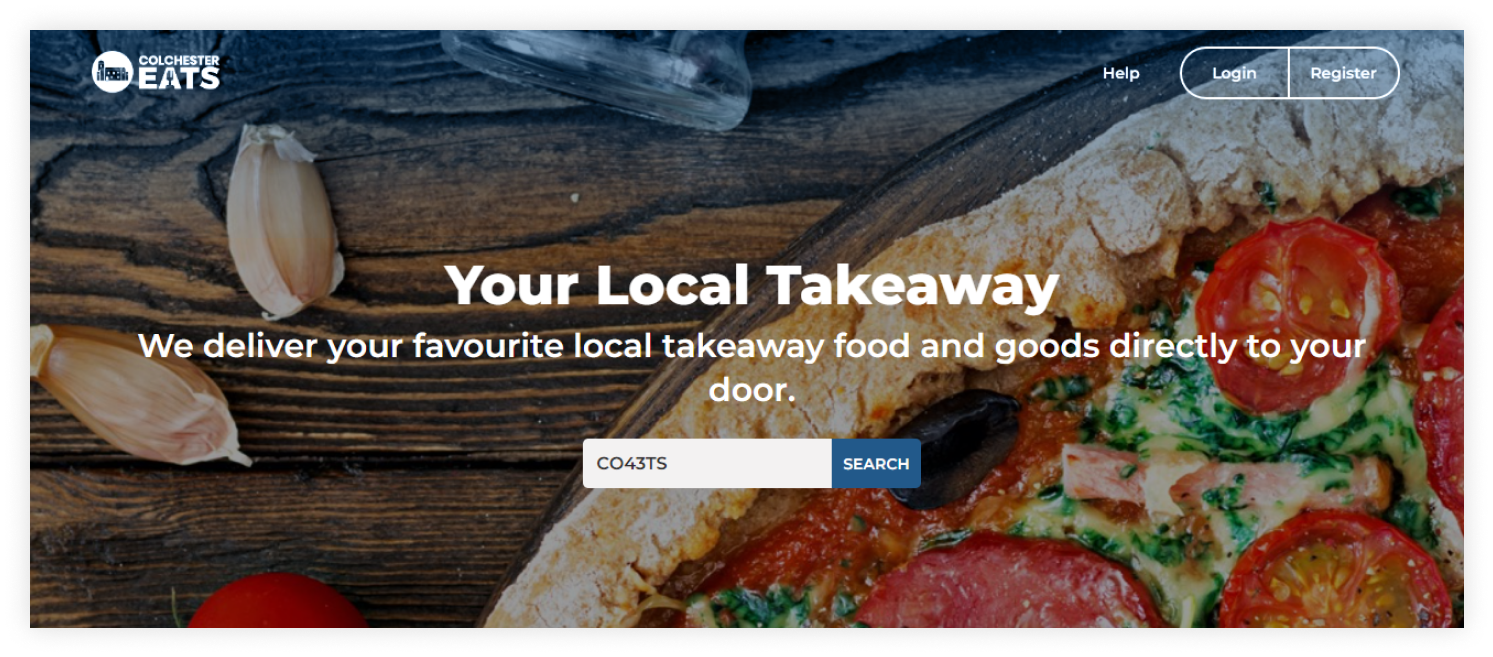 COLCHESTER
EATS
Help
Login
Register
Your Local Takeaway
We deliver your favourite local takeaway food and goods directly to your
door.
CO43TS
SEARCH